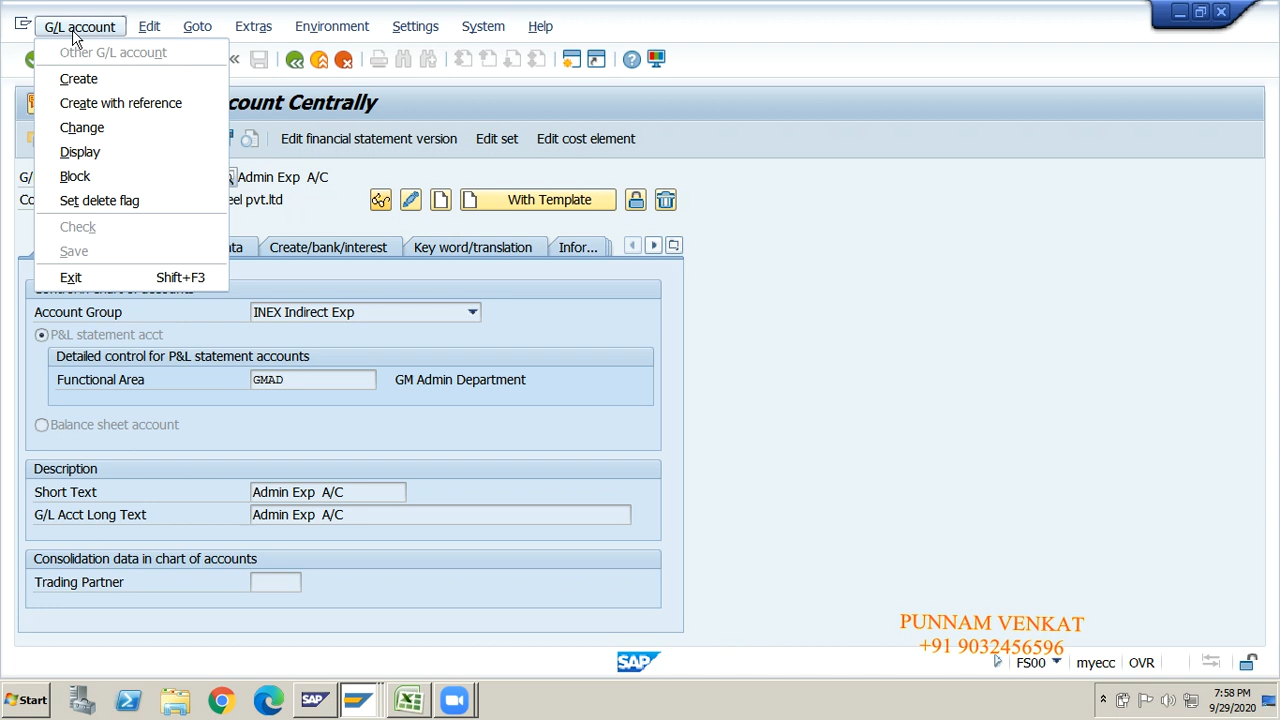 G/L account Edit Goto Extras Environment Settings System Help
Other G/L account
Create
Create with reference
Change
Display
Block
Set delete flag
Check
Save
Exit Shift+F3
ccount Centrally
Edit financial statement version Edit set Edit cost element
G/ Admin Exp A/C
Co eel pvt.ltd With Template
ta Create/bank/interest Key word/translation Infor...
Account Group INEX Indirect Exp
P&L statement acct
Detailed control for P&L statement accounts
Functional Area GMAD GM Admin Department
Balance sheet account
Description
Short Text Admin Exp A/C
G/L Acct Long Text Admin Exp A/C
Consolidation data in chart of accounts
Trading Partner
PUNNAM VENKAT
+91 9032456596
SAP FS00 myecc OVR
Start SAP 7:58 PM
9/29/2020